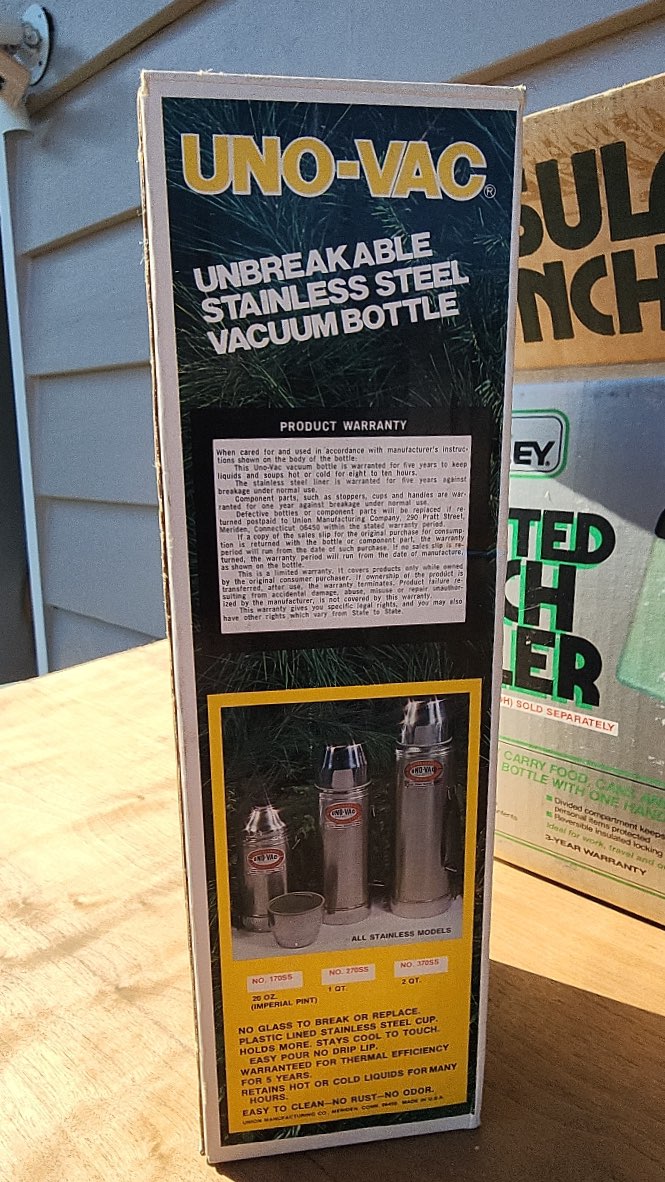 UNO-VAC®
UNBREAKABLE
STAINLESS STEEL
VACUUM BOTTLE
PRODUCT WARRANTY
When cared for and used in accordance with manufacturer's instruc-
tions shown on the body of the bottle:
This Uno-Vac vacuum bottle is warranted for five years to keep
liquids and soups hot or cold for eight to ten hours.
The stainless steel liner is warranted for five years against
breakage under normal use.
Component parts, such as stoppers, cups and handles are war-
ranted for one year against breakage under normal use.
Defective bottles or component parts will be replaced if re-
turned postpaid to Union Manufacturing Company, 290 Pratt Street,
Meriden, Connecticut 06450 within the stated warranty period.
If a copy of the sales slip for the original purchase for consump-
tion is returned with the bottle or component part, the warranty
period will run from the date of such purchase. If no sales slip is re-
turned, the warranty period will run from the date of manufacture,
as shown on the bottle.
This is a limited warranty. It covers products only while owned
by the original consumer purchaser. If ownership of the product is
transferred, after use, the warranty terminates. Product failure re-
sulting from accidental damage, abuse, misuse or repair unauthor-
ized by the manufacturer, is not covered by this warranty.
This warranty gives you specific legal rights, and you may also
have other rights which vary from State to State.
UNO-VAC
UNO-VAC
UNO-VAC
ALL STAINLESS MODELS
NO. 170SS NO. 270SS NO. 370SS
20 OZ. 1 QT. 2 QT.
(IMPERIAL PINT)
NO GLASS TO BREAK OR REPLACE.
PLASTIC LINED STAINLESS STEEL CUP.
HOLDS MORE. STAYS COOL TO TOUCH.
EASY POUR NO DRIP LIP.
WARRANTED FOR THERMAL EFFICIENCY
FOR 5 YEARS.
RETAINS HOT OR COLD LIQUIDS FOR MANY
HOURS.
EASY TO CLEAN—NO RUST—NO ODOR.
UNION MANUFACTURING CO., MERIDEN, CONN. 06450 MADE IN U.S.A.
SULA
NCH
EY.
TED
CH
LER
SH) SOLD SEPARATELY
CARRY FOOD, CANS,
BOTTLE WITH ONE HAN
Divided compartment keep
personal items protected
Reversible insulated locking
Ideal for work, travel and
3-YEAR WARRANTY